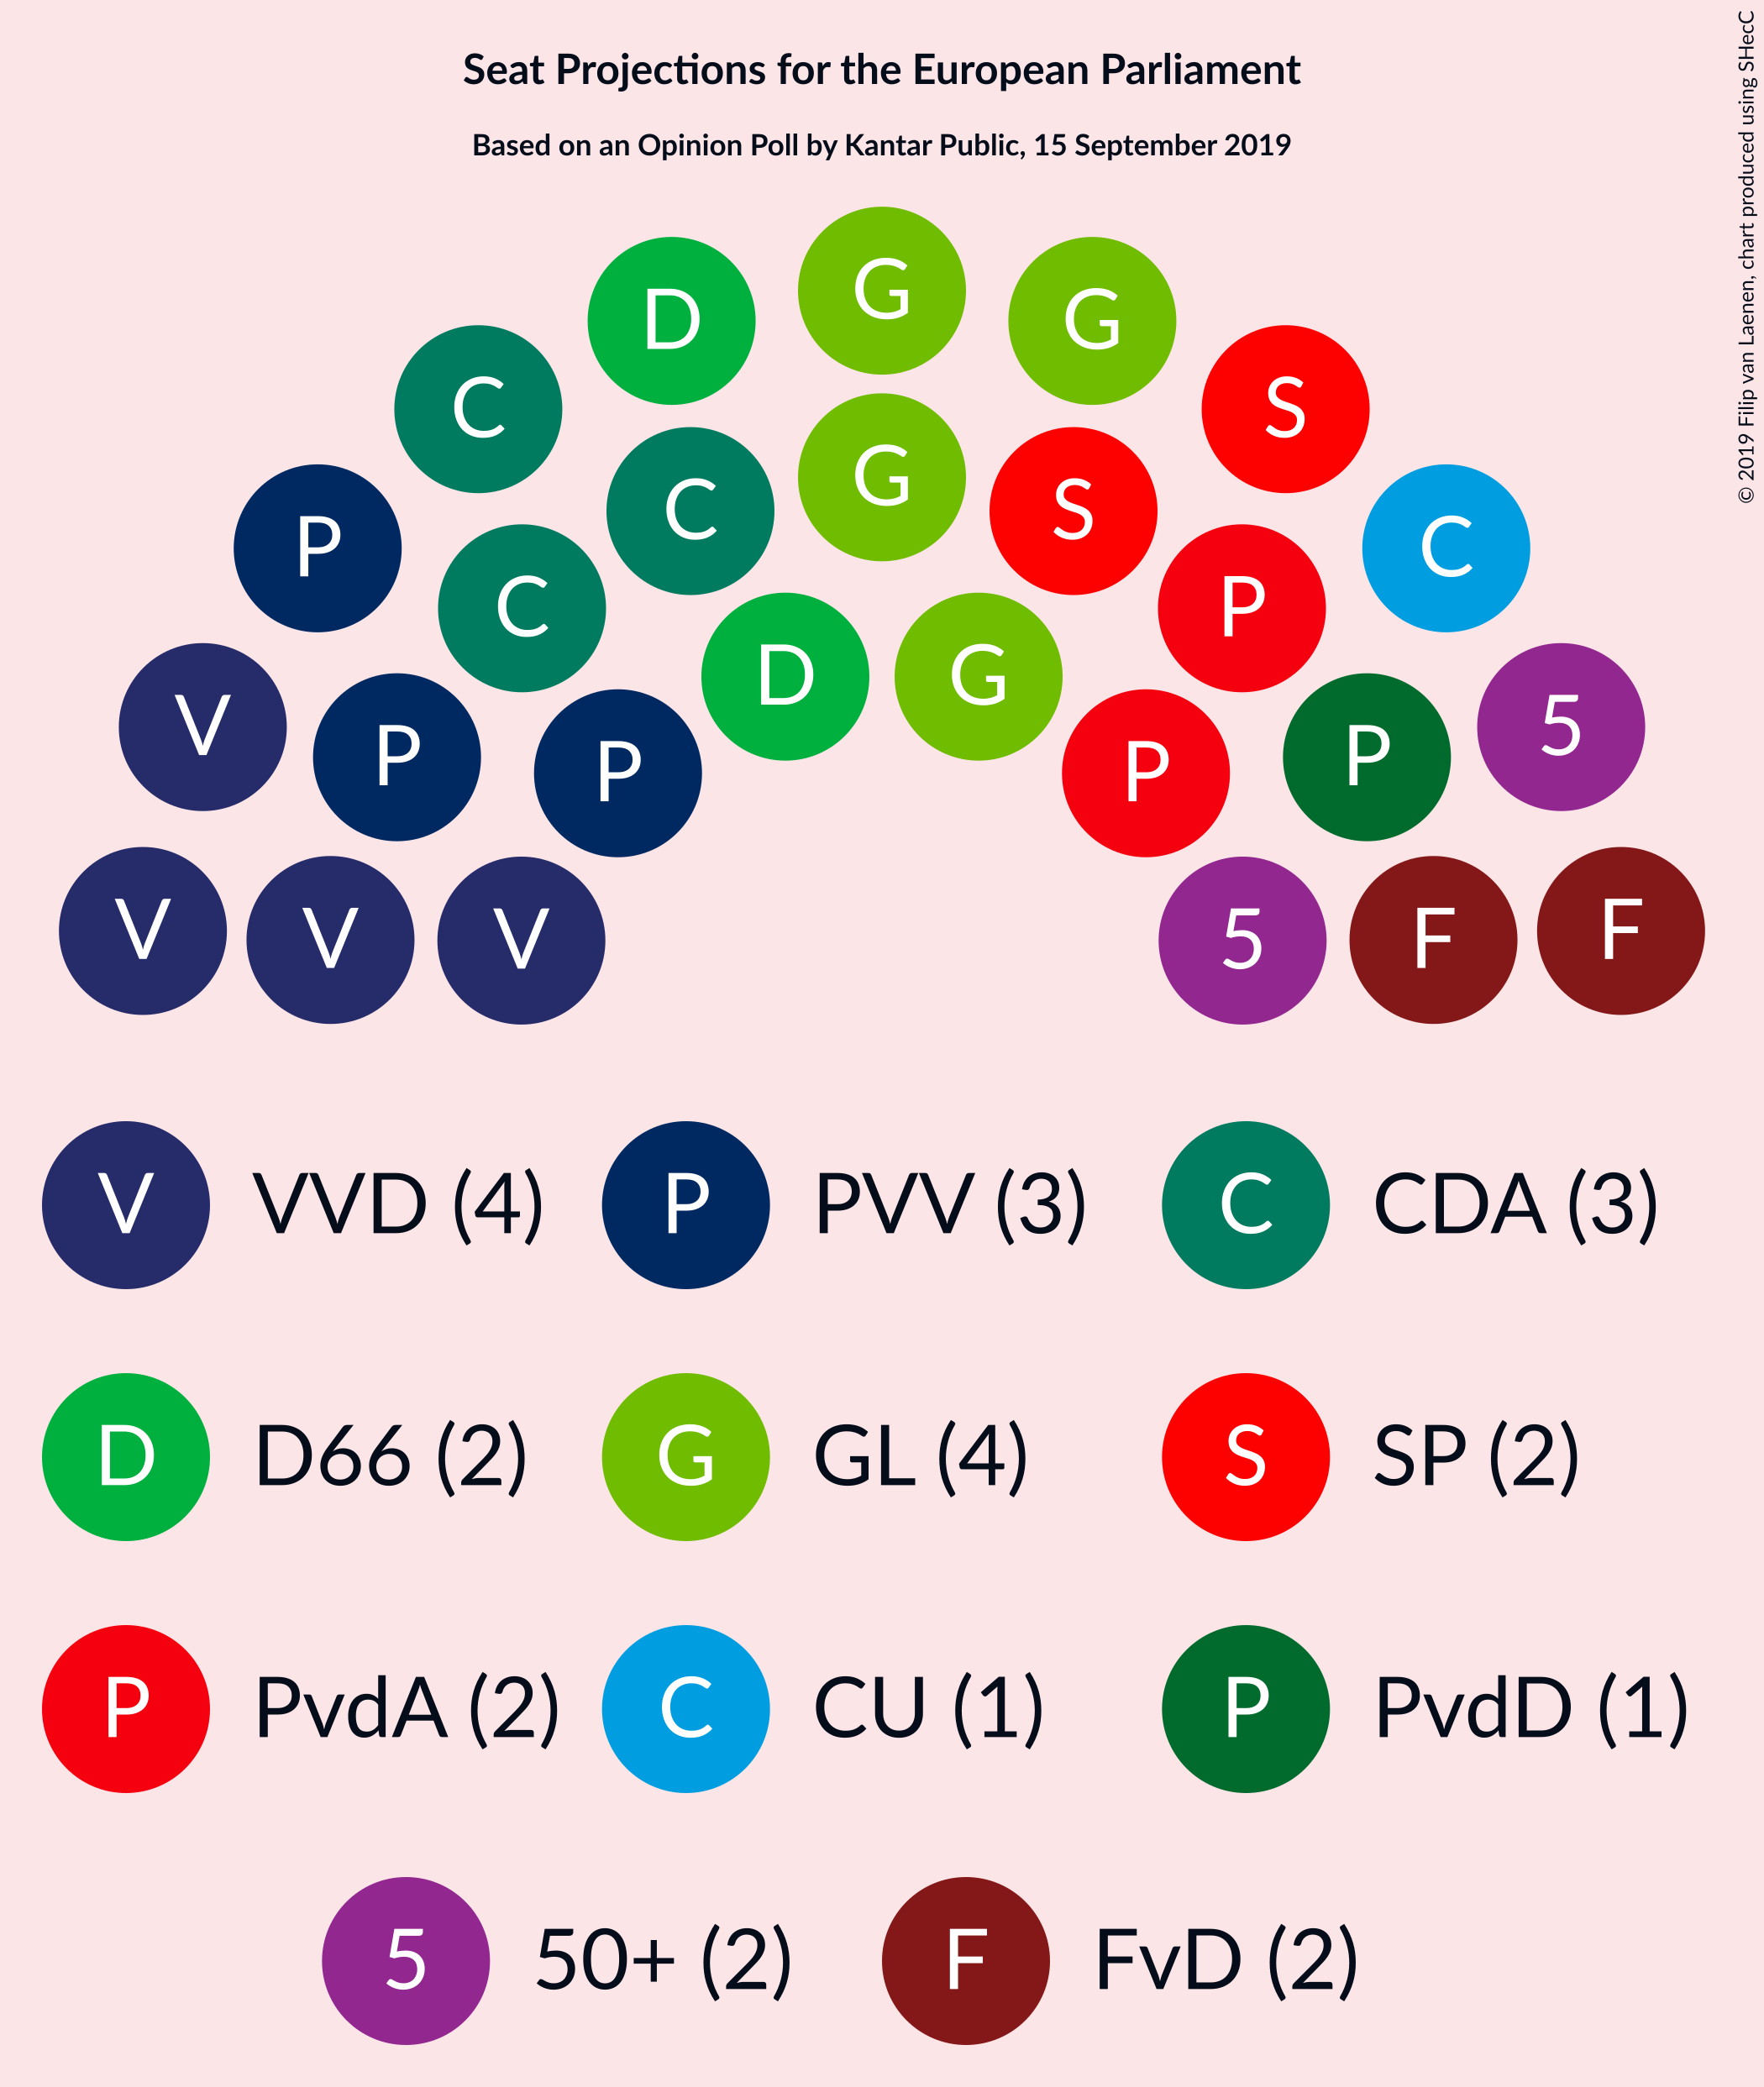 Seat Projections for the European Parliament
Based on an Opinion Poll by Kantar Public, 15 September 2019
© 2019 Filip van Laenen, chart produced using SHecC
G
D G
C S
G
C S
P C
C P
D G
V 5
P P
P P
V F
V F
V 5
V VVD (4) P PVV (3) C CDA (3)
D D66 (2) G GL (4) S SP (2)
P PvdA (2) C CU (1) P PvdD (1)
5 50+ (2) F FvD (2)